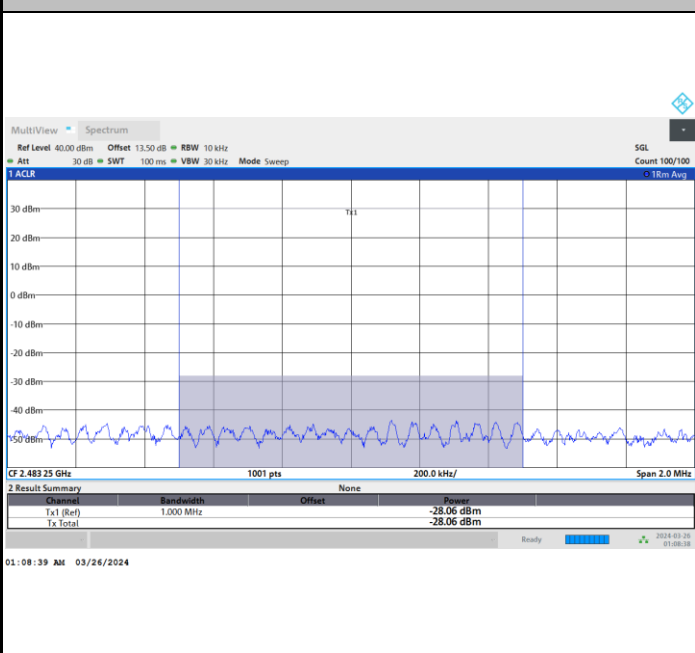 MultiView Spectrum
Ref Level 40.00 dBm Offset 13.50 dB RBW 10 kHz SGL
Att 30 dB SWT 100 ms VBW 30 kHz Mode Sweep Count 100/100
1 ACLR 1Rm Avg
Tx1
30 dBm
20 dBm
10 dBm
0 dBm
-10 dBm
-20 dBm
-30 dBm
-40 dBm
-50 dBm
CF 2.483 25 GHz 1001 pts 200.0 kHz/ Span 2.0 MHz
2 Result Summary None
Channel Bandwidth Offset Power
Tx1 (Ref) 1.000 MHz -28.06 dBm
Tx Total -28.06 dBm
Ready 2024-03-26
01:08:38
01:08:39 AM 03/26/2024